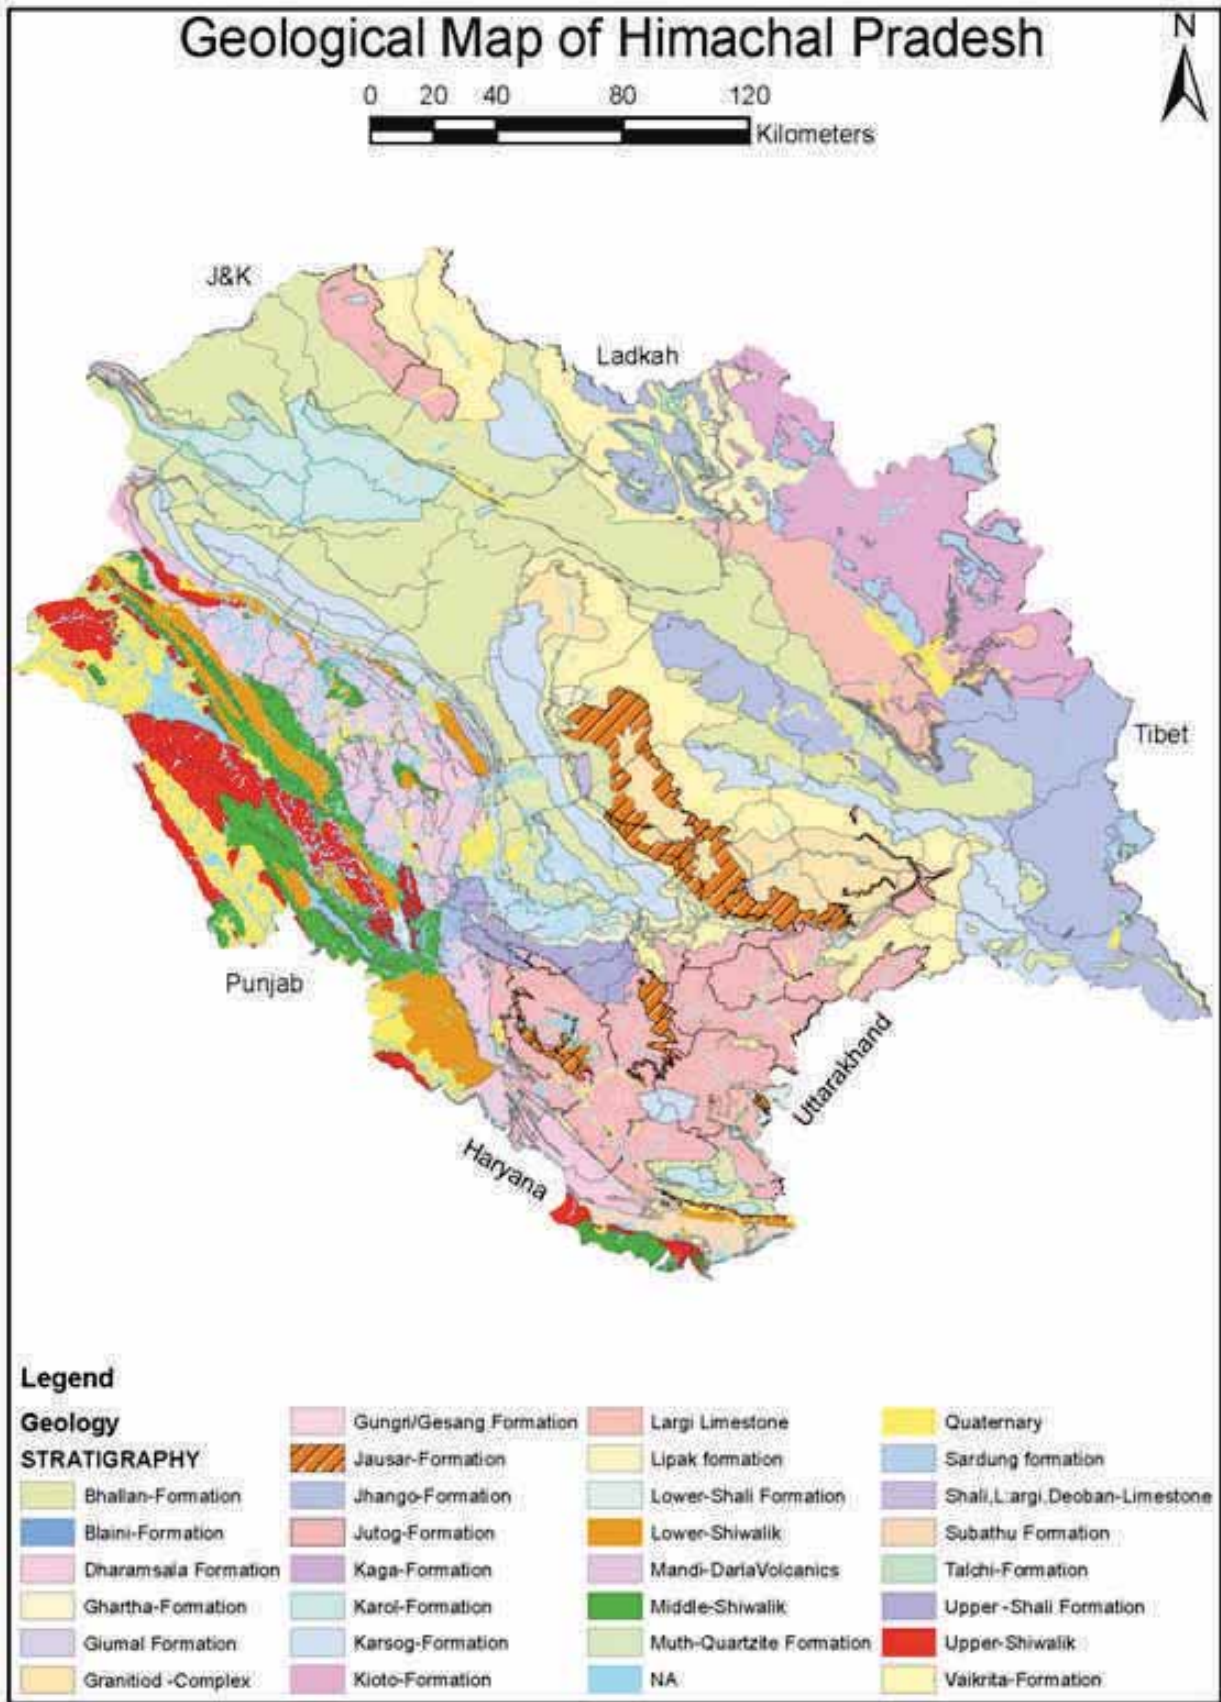 Geological Map of Himachal Pradesh
N
0 20 40 80 120
Kilometers
J&K
Ladkah
Tibet
Punjab
Uttarakhand
Haryana
Legend
Geology
STRATIGRAPHY
Bhallan-Formation
Blaini-Formation
Dharamsala Formation
Ghartha-Formation
Giumal Formation
Granitiod -Complex
Gungri/Gesang Formation
Jausar-Formation
Jhango-Formation
Jutog-Formation
Kaga-Formation
Karol-Formation
Karsog-Formation
Kioto-Formation
Largi Limestone
Lipak formation
Lower-Shali Formation
Lower-Shiwalik
Mandi-DarlaVolcanics
Middle-Shiwalik
Muth-Quartzite Formation
NA
Quaternary
Sardung formation
Shali,L:argi,Deoban-Limestone
Subathu Formation
Talchi-Formation
Upper -Shali Formation
Upper-Shiwalik
Vaikrita-Formation